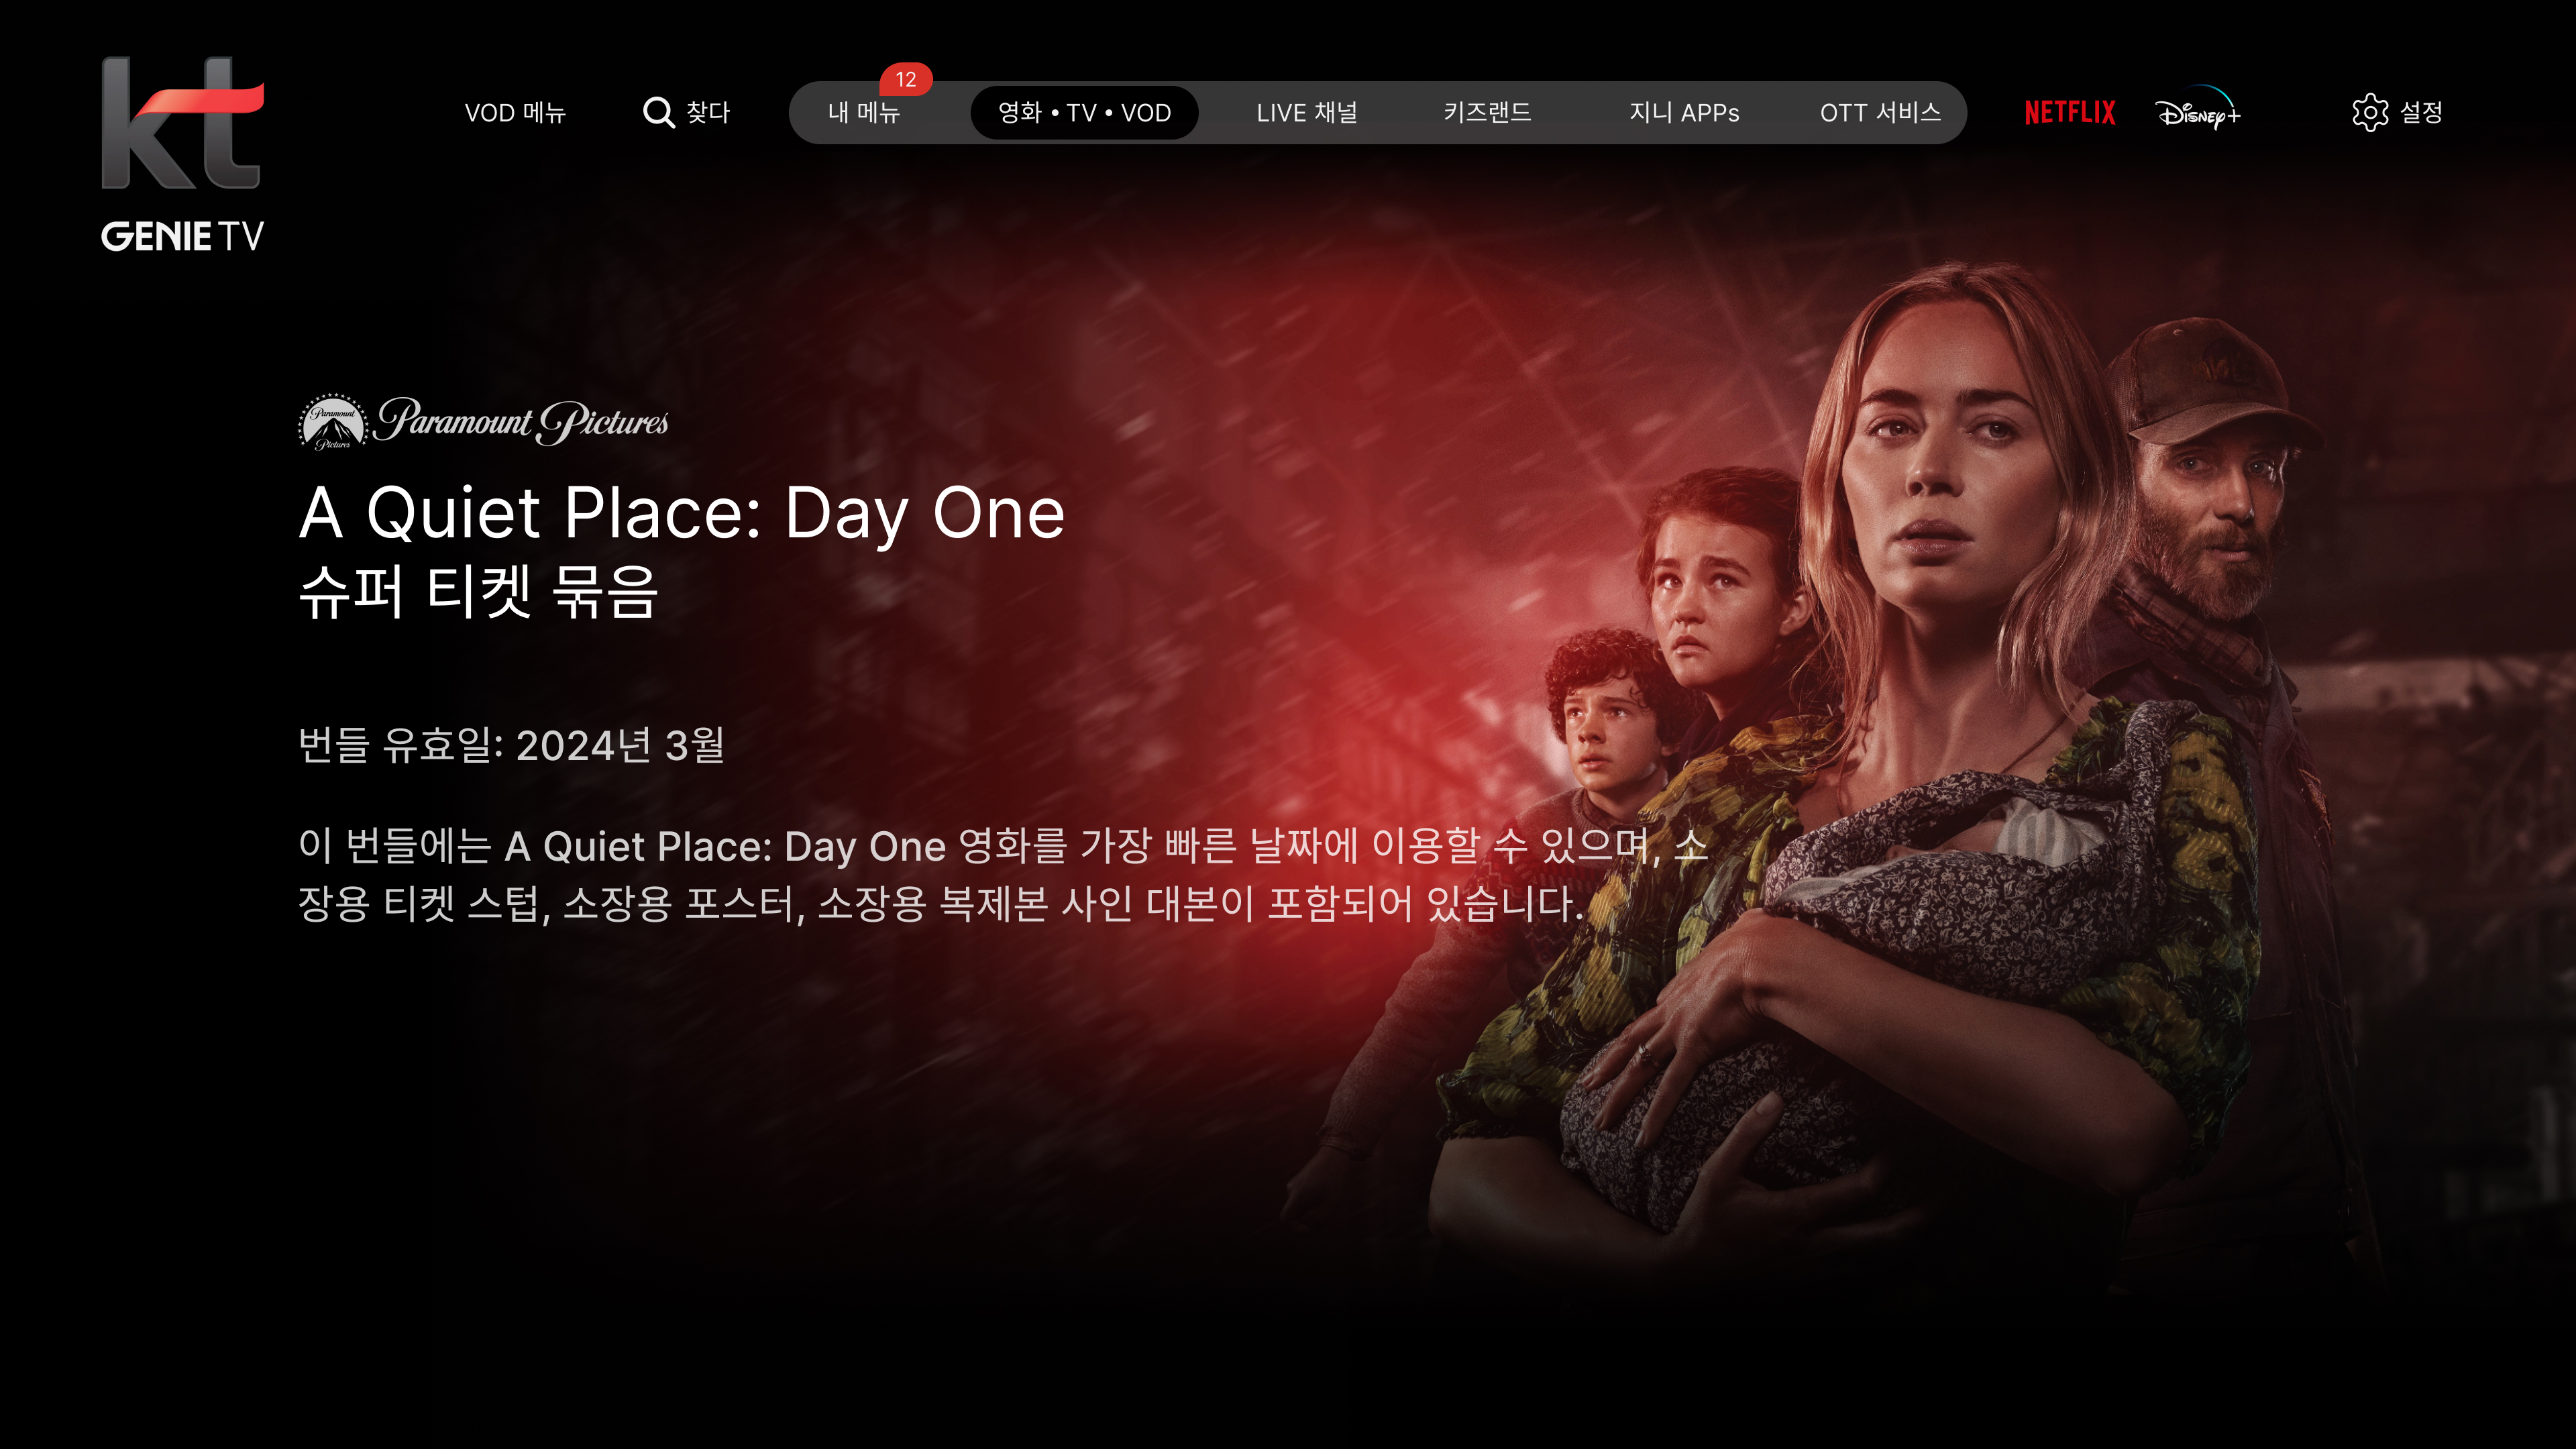 kt
GENIE TV
VOD 메뉴
찾다
내 메뉴
12
영화 • TV • VOD
LIVE 채널
키즈랜드
지니 APPs
OTT 서비스
NETFLIX
Disney+
설정
Paramount
Pictures
Paramount Pictures
A Quiet Place: Day One
슈퍼 티켓 묶음
번들 유효일: 2024년 3월
이 번들에는 A Quiet Place: Day One 영화를 가장 빠른 날짜에 이용할 수 있으며, 소
장용 티켓 스텁, 소장용 포스터, 소장용 복제본 사인 대본이 포함되어 있습니다.